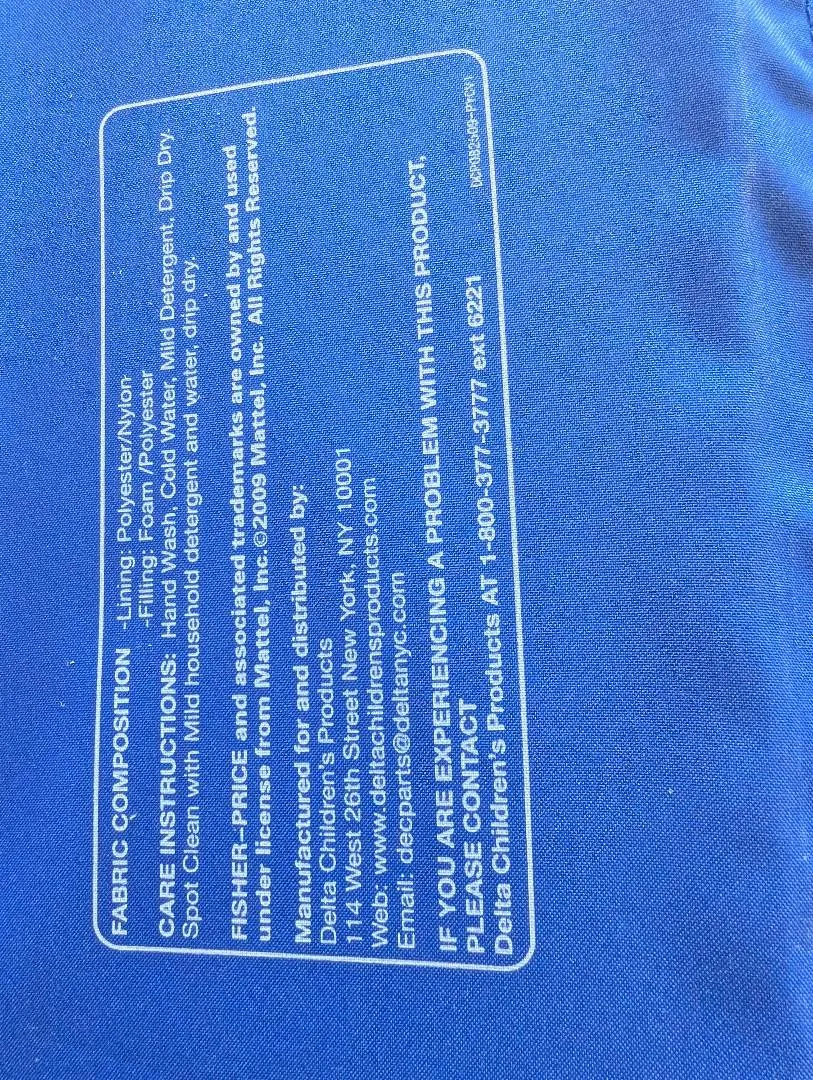 FABRIC COMPOSITION -Lining: Polyester/Nylon
-Filling: Foam /Polyester
CARE INSTRUCTIONS: Hand Wash, Cold Water, Mild Detergent, Drip Dry.
Spot Clean with Mild household detergent and water, drip dry.
FISHER-PRICE and associated trademarks are owned by and used
under license from Mattel, Inc.©2009 Mattel, Inc. All Rights Reserved.
Manufactured for and distributed by:
Delta Children's Products
114 West 26th Street New York, NY 10001
Web: www.deltachildrensproducts.com
Email: decparts@deltanyc.com
IF YOU ARE EXPERIENCING A PROBLEM WITH THIS PRODUCT,
PLEASE CONTACT
Delta Children's Products AT 1-800-377-3777 ext 6221